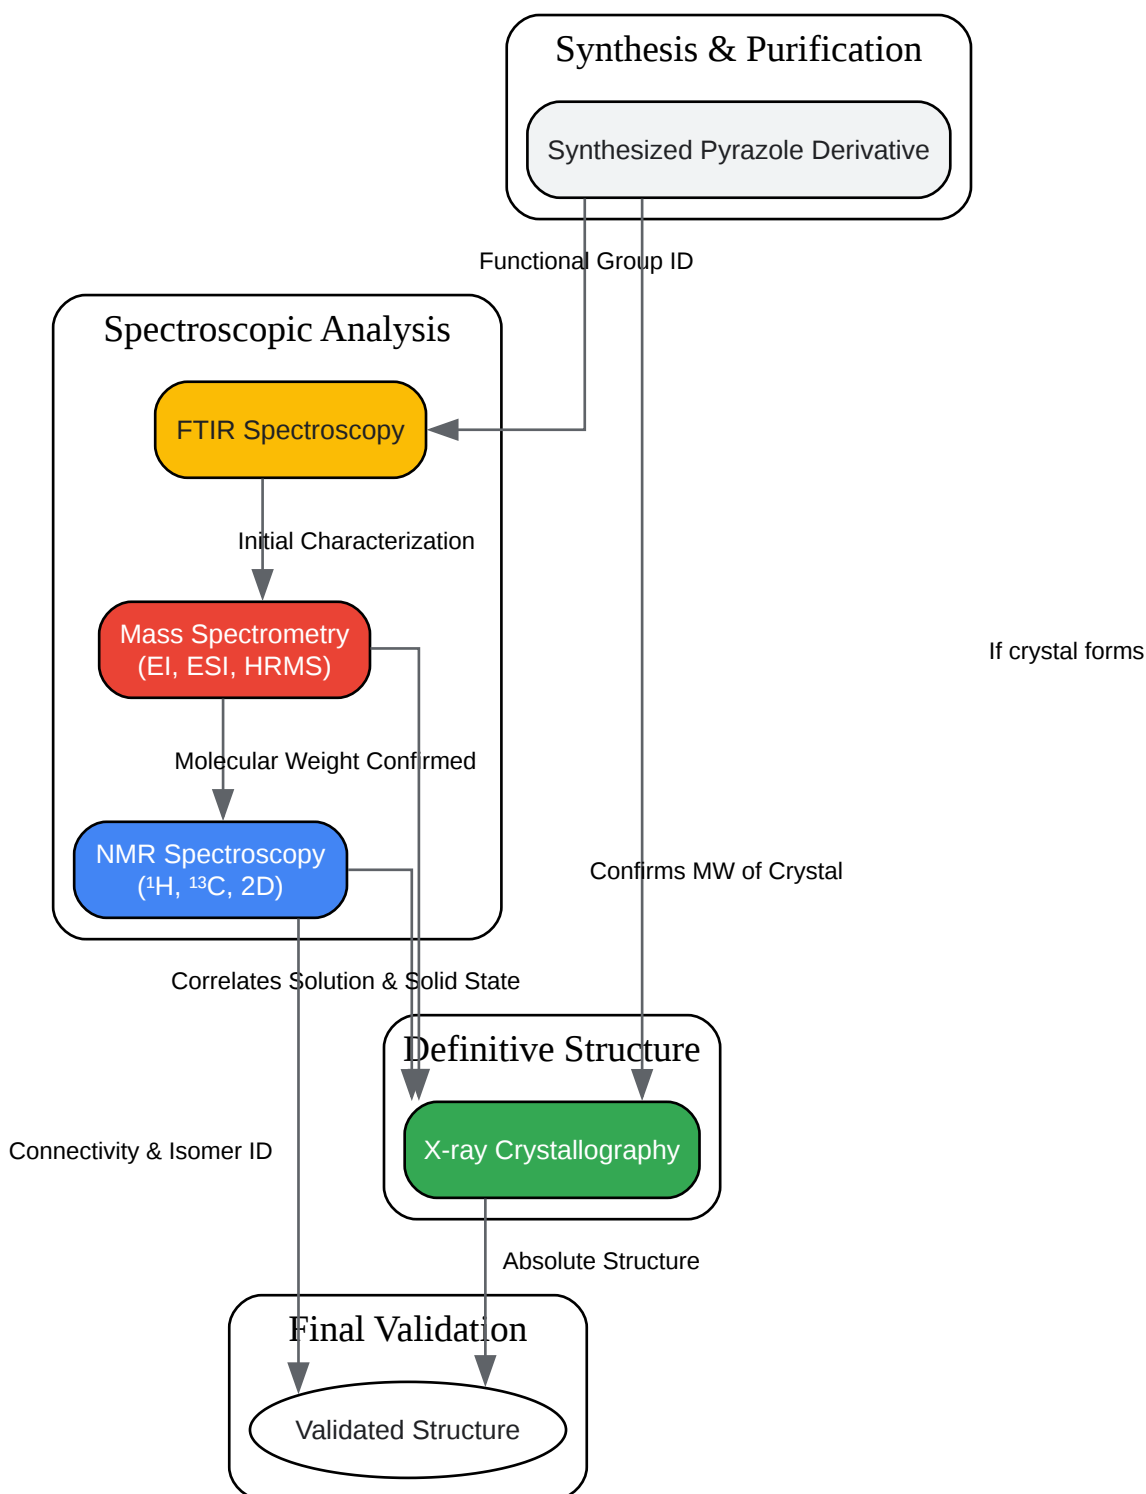 Synthesis & Purification
Synthesized Pyrazole Derivative
Functional Group ID
Spectroscopic Analysis
FTIR Spectroscopy
Initial Characterization
Mass Spectrometry
(EI, ESI, HRMS)
If crystal forms
Molecular Weight Confirmed
NMR Spectroscopy
(¹H, ¹³C, 2D)
Confirms MW of Crystal
Correlates Solution & Solid State
Definitive Structure
X-ray Crystallography
Connectivity & Isomer ID
Absolute Structure
Final Validation
Validated Structure